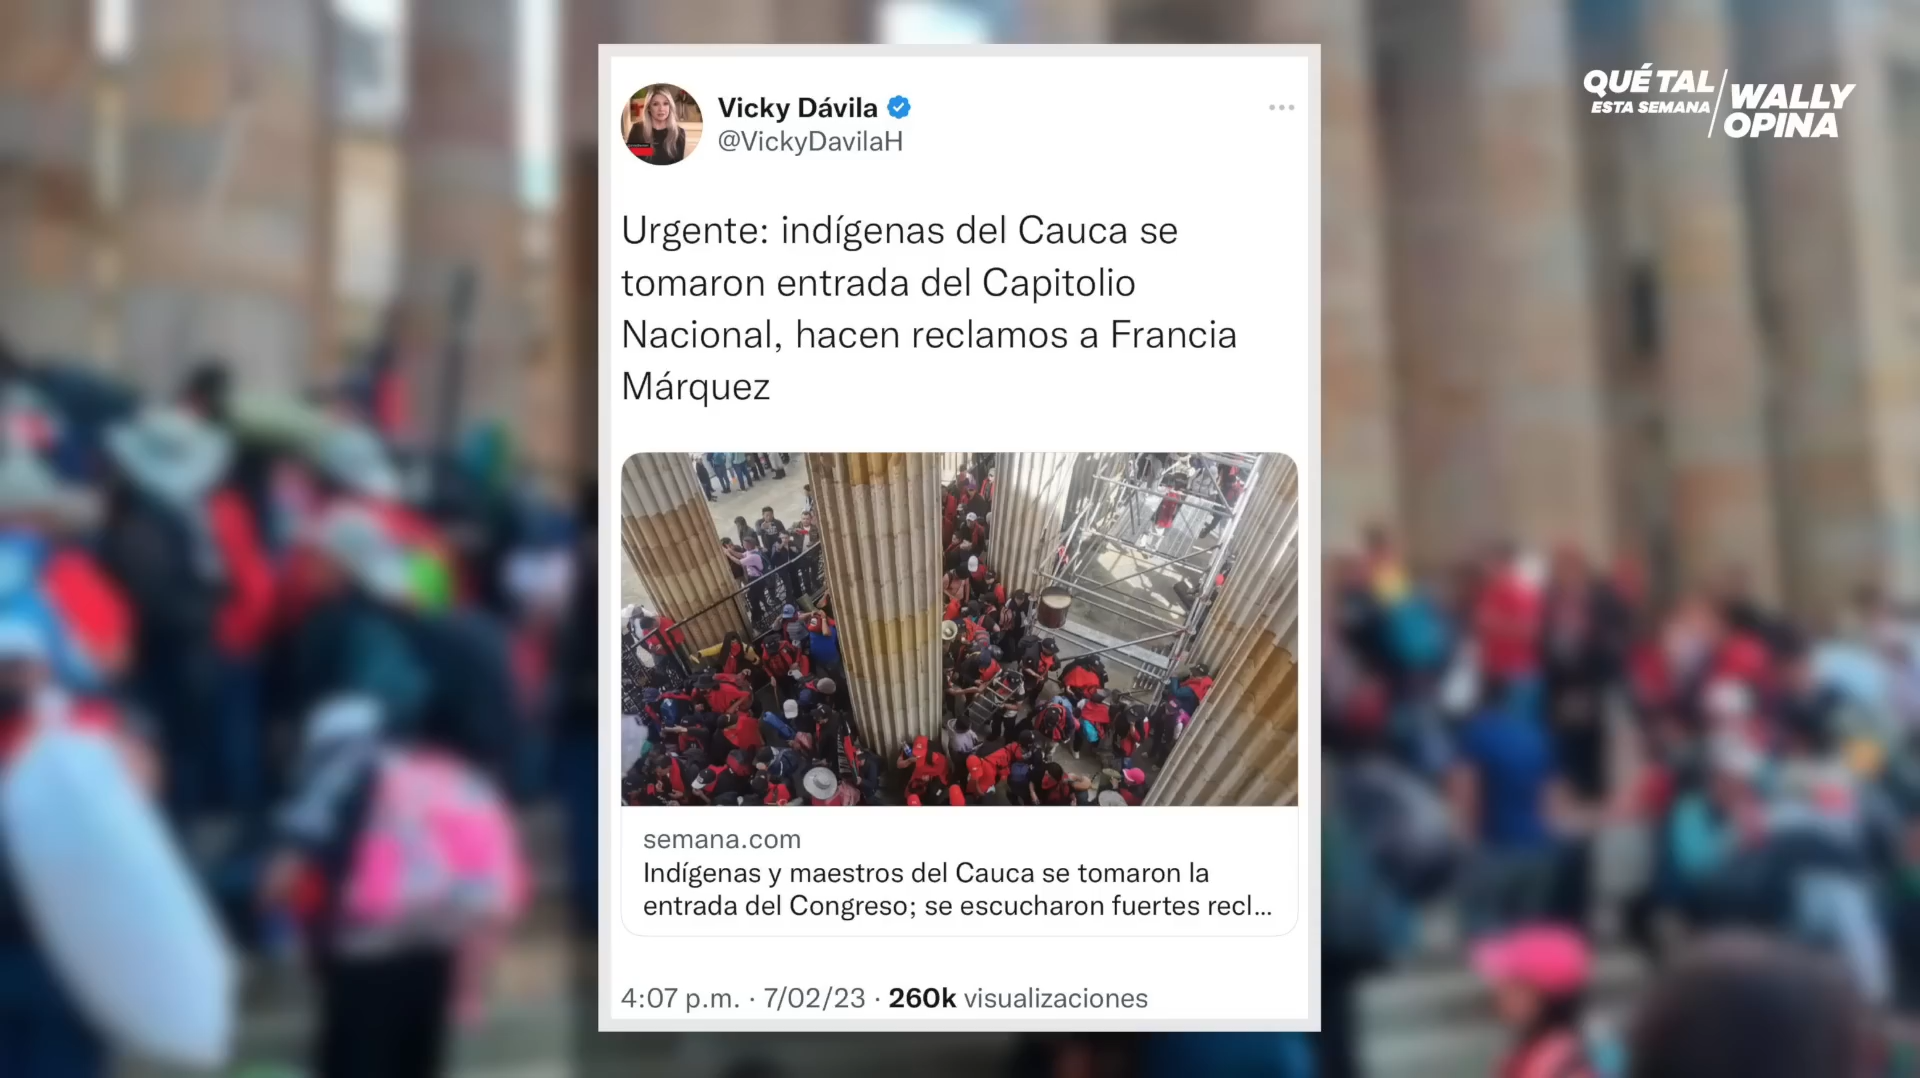 Vicky Dávila
@VickyDavilaH
Urgente: indígenas del Cauca se
tomaron entrada del Capitolio
Nacional, hacen reclamos a Francia
Márquez
semana.com
Indígenas y maestros del Cauca se tomaron la
entrada del Congreso; se escucharon fuertes recl...
4:07 p.m. · 7/02/23 · 260k visualizaciones
QUÉ TAL
ESTA SEMANA
WALLY
OPINA